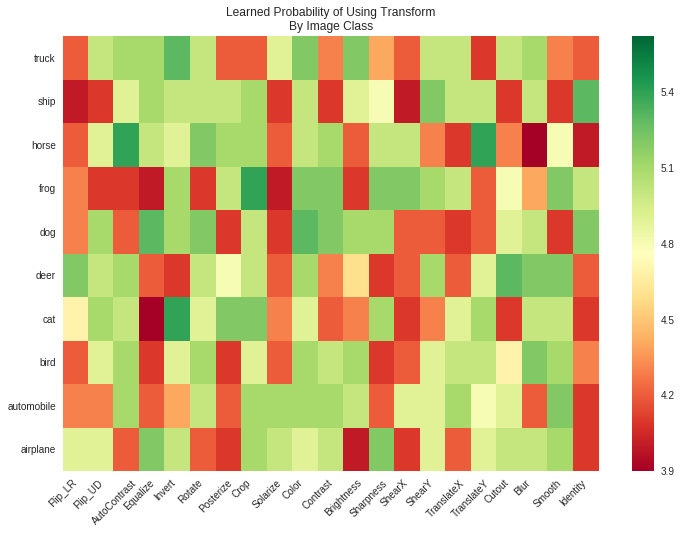 Learned Probability of Using Transform
By Image Class
truck
ship
horse
frog
dog
deer
cat
bird
automobile
airplane
Flip_LR
Flip_UD
AutoContrast
Equalize
Invert
Rotate
Posterize
Crop
Solarize
Color
Contrast
Brightness
Sharpness
ShearX
ShearY
TranslateX
TranslateY
Cutout
Blur
Smooth
Identity
5.4
4.8
4.5
4.2
3.9